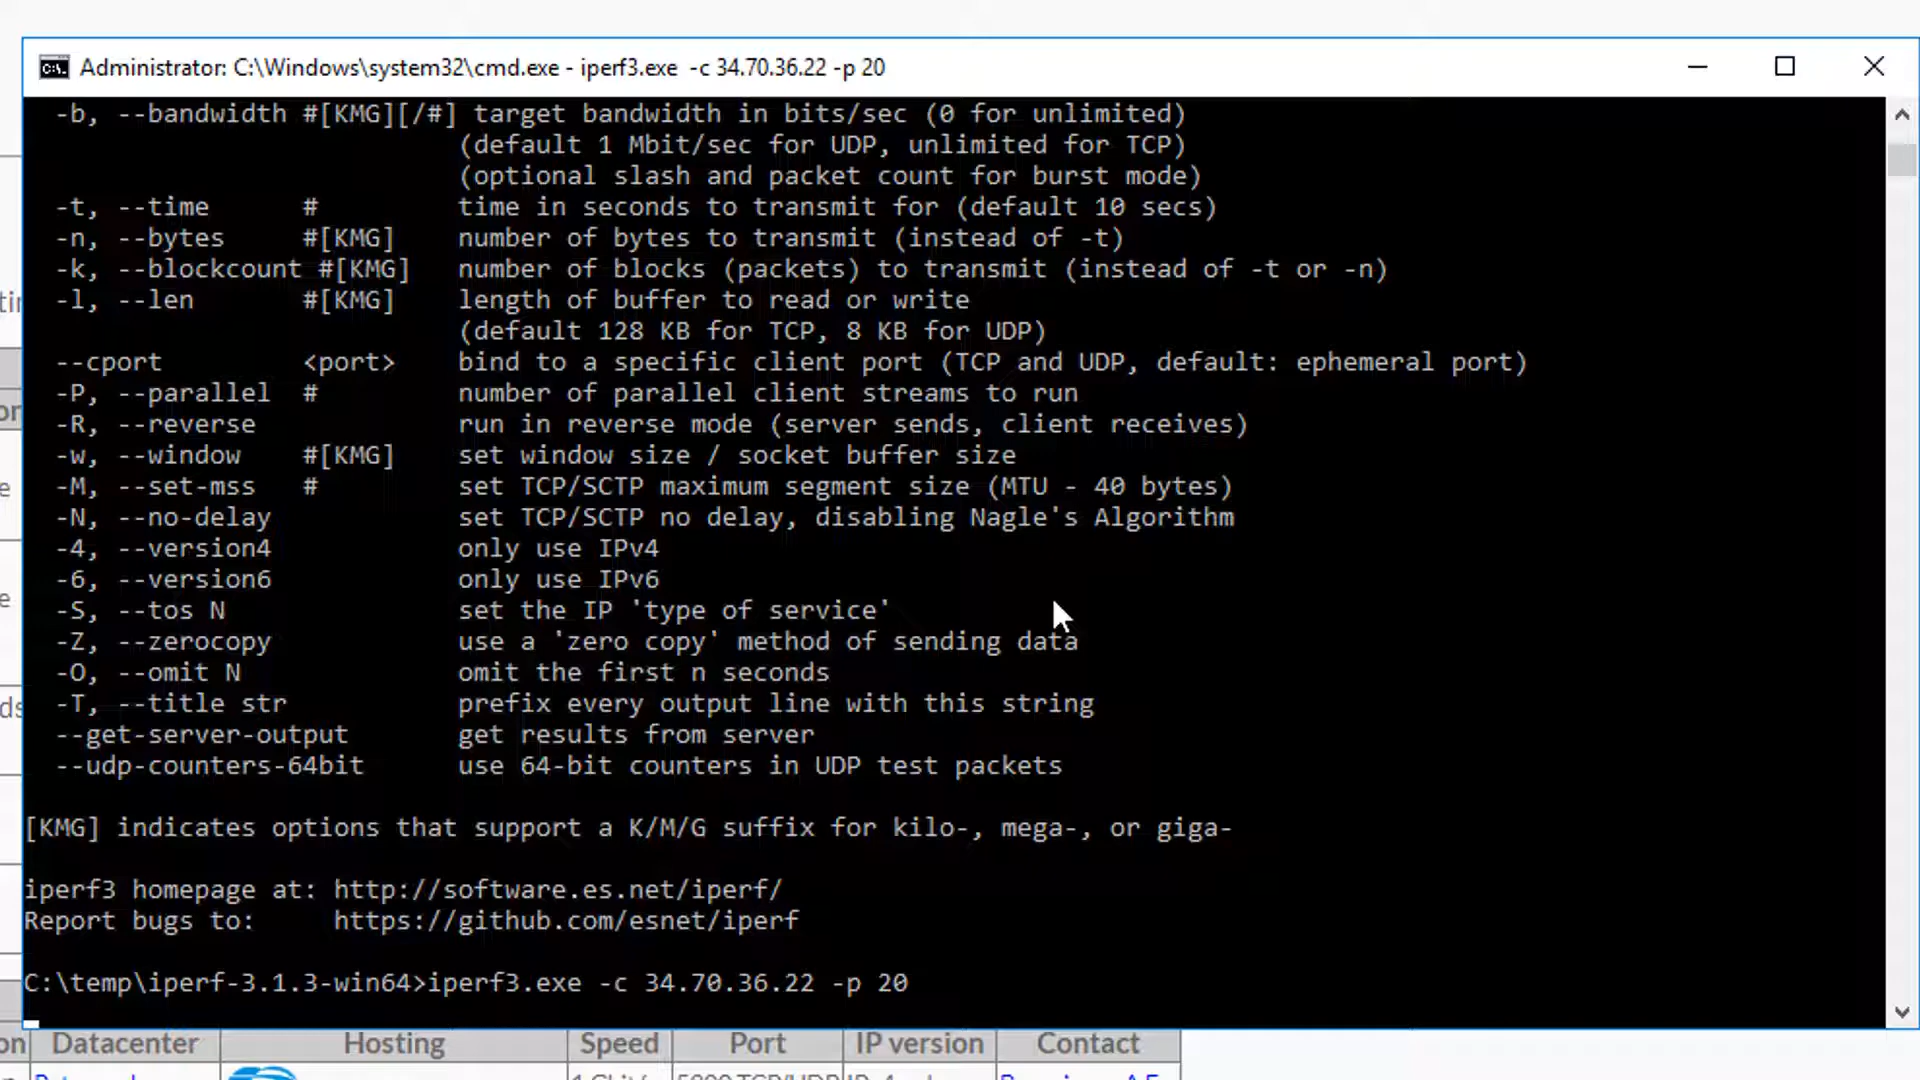 Administrator: C:\Windows\system32\cmd.exe - iperf3.exe -c 34.70.36.22 -p 20
-b, --bandwidth #[KMG][/#] target bandwidth in bits/sec (0 for unlimited)
(default 1 Mbit/sec for UDP, unlimited for TCP)
(optional slash and packet count for burst mode)
-t, --time # time in seconds to transmit for (default 10 secs)
-n, --bytes #[KMG] number of bytes to transmit (instead of -t)
-k, --blockcount #[KMG] number of blocks (packets) to transmit (instead of -t or -n)
-l, --len #[KMG] length of buffer to read or write
(default 128 KB for TCP, 8 KB for UDP)
--cport <port> bind to a specific client port (TCP and UDP, default: ephemeral port)
-P, --parallel # number of parallel client streams to run
-R, --reverse run in reverse mode (server sends, client receives)
-w, --window #[KMG] set window size / socket buffer size
-M, --set-mss # set TCP/SCTP maximum segment size (MTU - 40 bytes)
-N, --no-delay set TCP/SCTP no delay, disabling Nagle's Algorithm
-4, --version4 only use IPv4
-6, --version6 only use IPv6
-S, --tos N set the IP 'type of service'
-Z, --zerocopy use a 'zero copy' method of sending data
-O, --omit N omit the first n seconds
-T, --title str prefix every output line with this string
--get-server-output get results from server
--udp-counters-64bit use 64-bit counters in UDP test packets
[KMG] indicates options that support a K/M/G suffix for kilo-, mega-, or giga-
iperf3 homepage at: http://software.es.net/iperf/
Report bugs to: https://github.com/esnet/iperf
C:\temp\iperf-3.1.3-win64>iperf3.exe -c 34.70.36.22 -p 20
Datacenter Hosting Speed Port IP version Contact